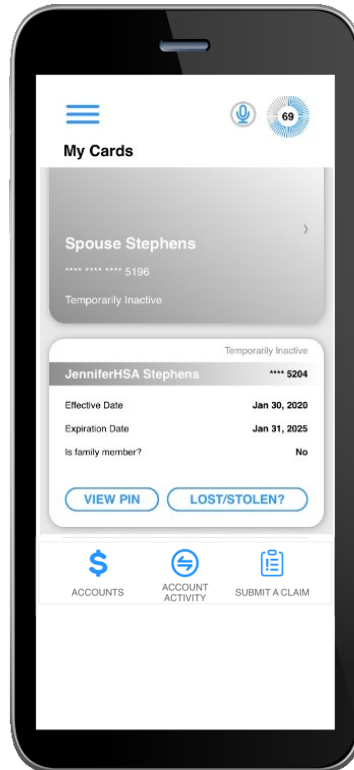 69
My Cards
Spouse Stephens
**** **** **** 5196
Temporarily Inactive
Temporarily Inactive
JenniferHSA Stephens **** 5204
Effective Date Jan 30, 2020
Expiration Date Jan 31, 2025
Is family member? No
VIEW PIN LOST/STOLEN?
ACCOUNTS ACCOUNT ACTIVITY SUBMIT A CLAIM